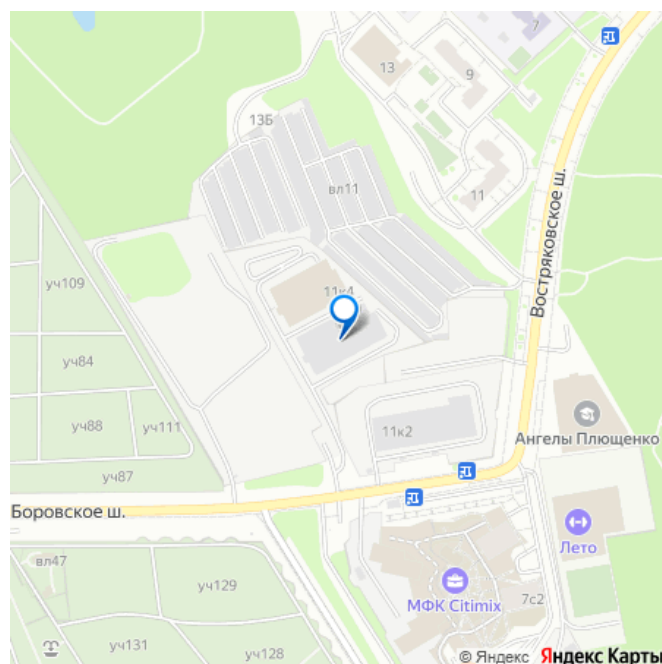 7
13
9
13Б
вл11
11
Востряковское ш.
уч109
11к4
уч84
уч88
уч111
11к2
Ангелы Плющенко
уч87
Боровское ш.
Лето
вл47
уч129
МФК Citimix
7с2
уч131
уч128
© Яндекс Яндекс Карты